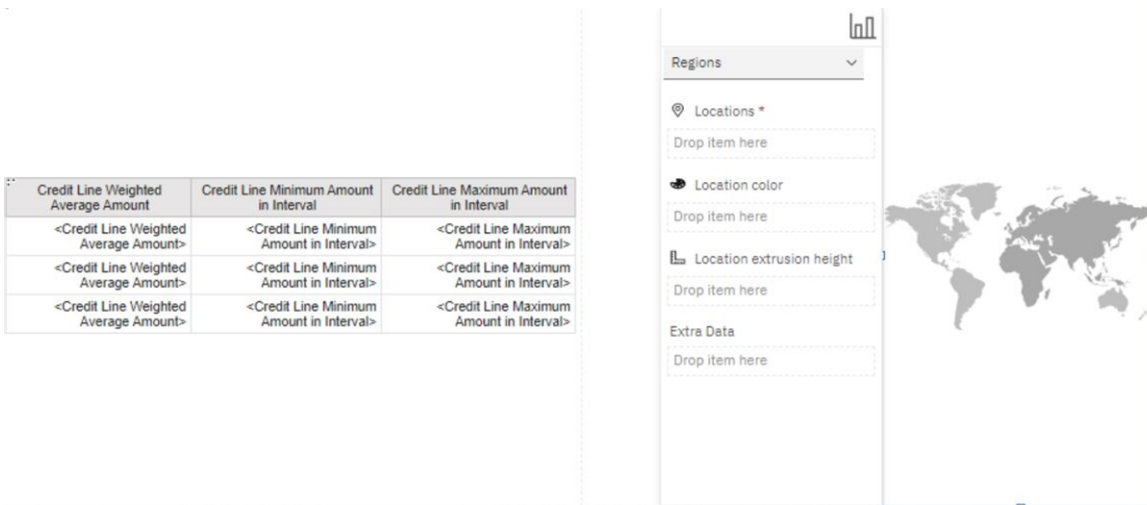 Regions
Locations *
Drop item here
Location color
Drop item here
Location extrusion height
Drop item here
Extra Data
Drop item here
Credit Line Weighted
Average Amount
Credit Line Minimum Amount
in Interval
Credit Line Maximum Amount
in Interval
<Credit Line Weighted
Average Amount>
<Credit Line Minimum
Amount in Interval>
<Credit Line Maximum
Amount in Interval>
<Credit Line Weighted
Average Amount>
<Credit Line Minimum
Amount in Interval>
<Credit Line Maximum
Amount in Interval>
<Credit Line Weighted
Average Amount>
<Credit Line Minimum
Amount in Interval>
<Credit Line Maximum
Amount in Interval>